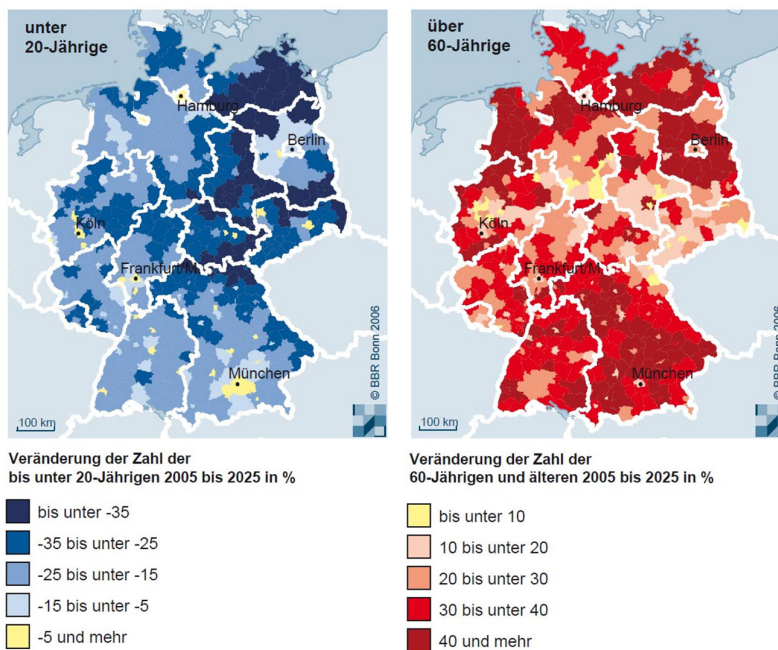 unter
20-Jährige
Hamburg
Berlin
Köln
Frankfurt/M.
München
100 km
© BBR Bonn 2006
Veränderung der Zahl der
bis unter 20-Jährigen 2005 bis 2025 in %
bis unter -35
-35 bis unter -25
-25 bis unter -15
-15 bis unter -5
-5 und mehr
über
60-Jährige
Hamburg
Berlin
Köln
Frankfurt/M.
München
100 km
© BBR Bonn 2006
Veränderung der Zahl der
60-Jährigen und älteren 2005 bis 2025 in %
bis unter 10
10 bis unter 20
20 bis unter 30
30 bis unter 40
40 und mehr